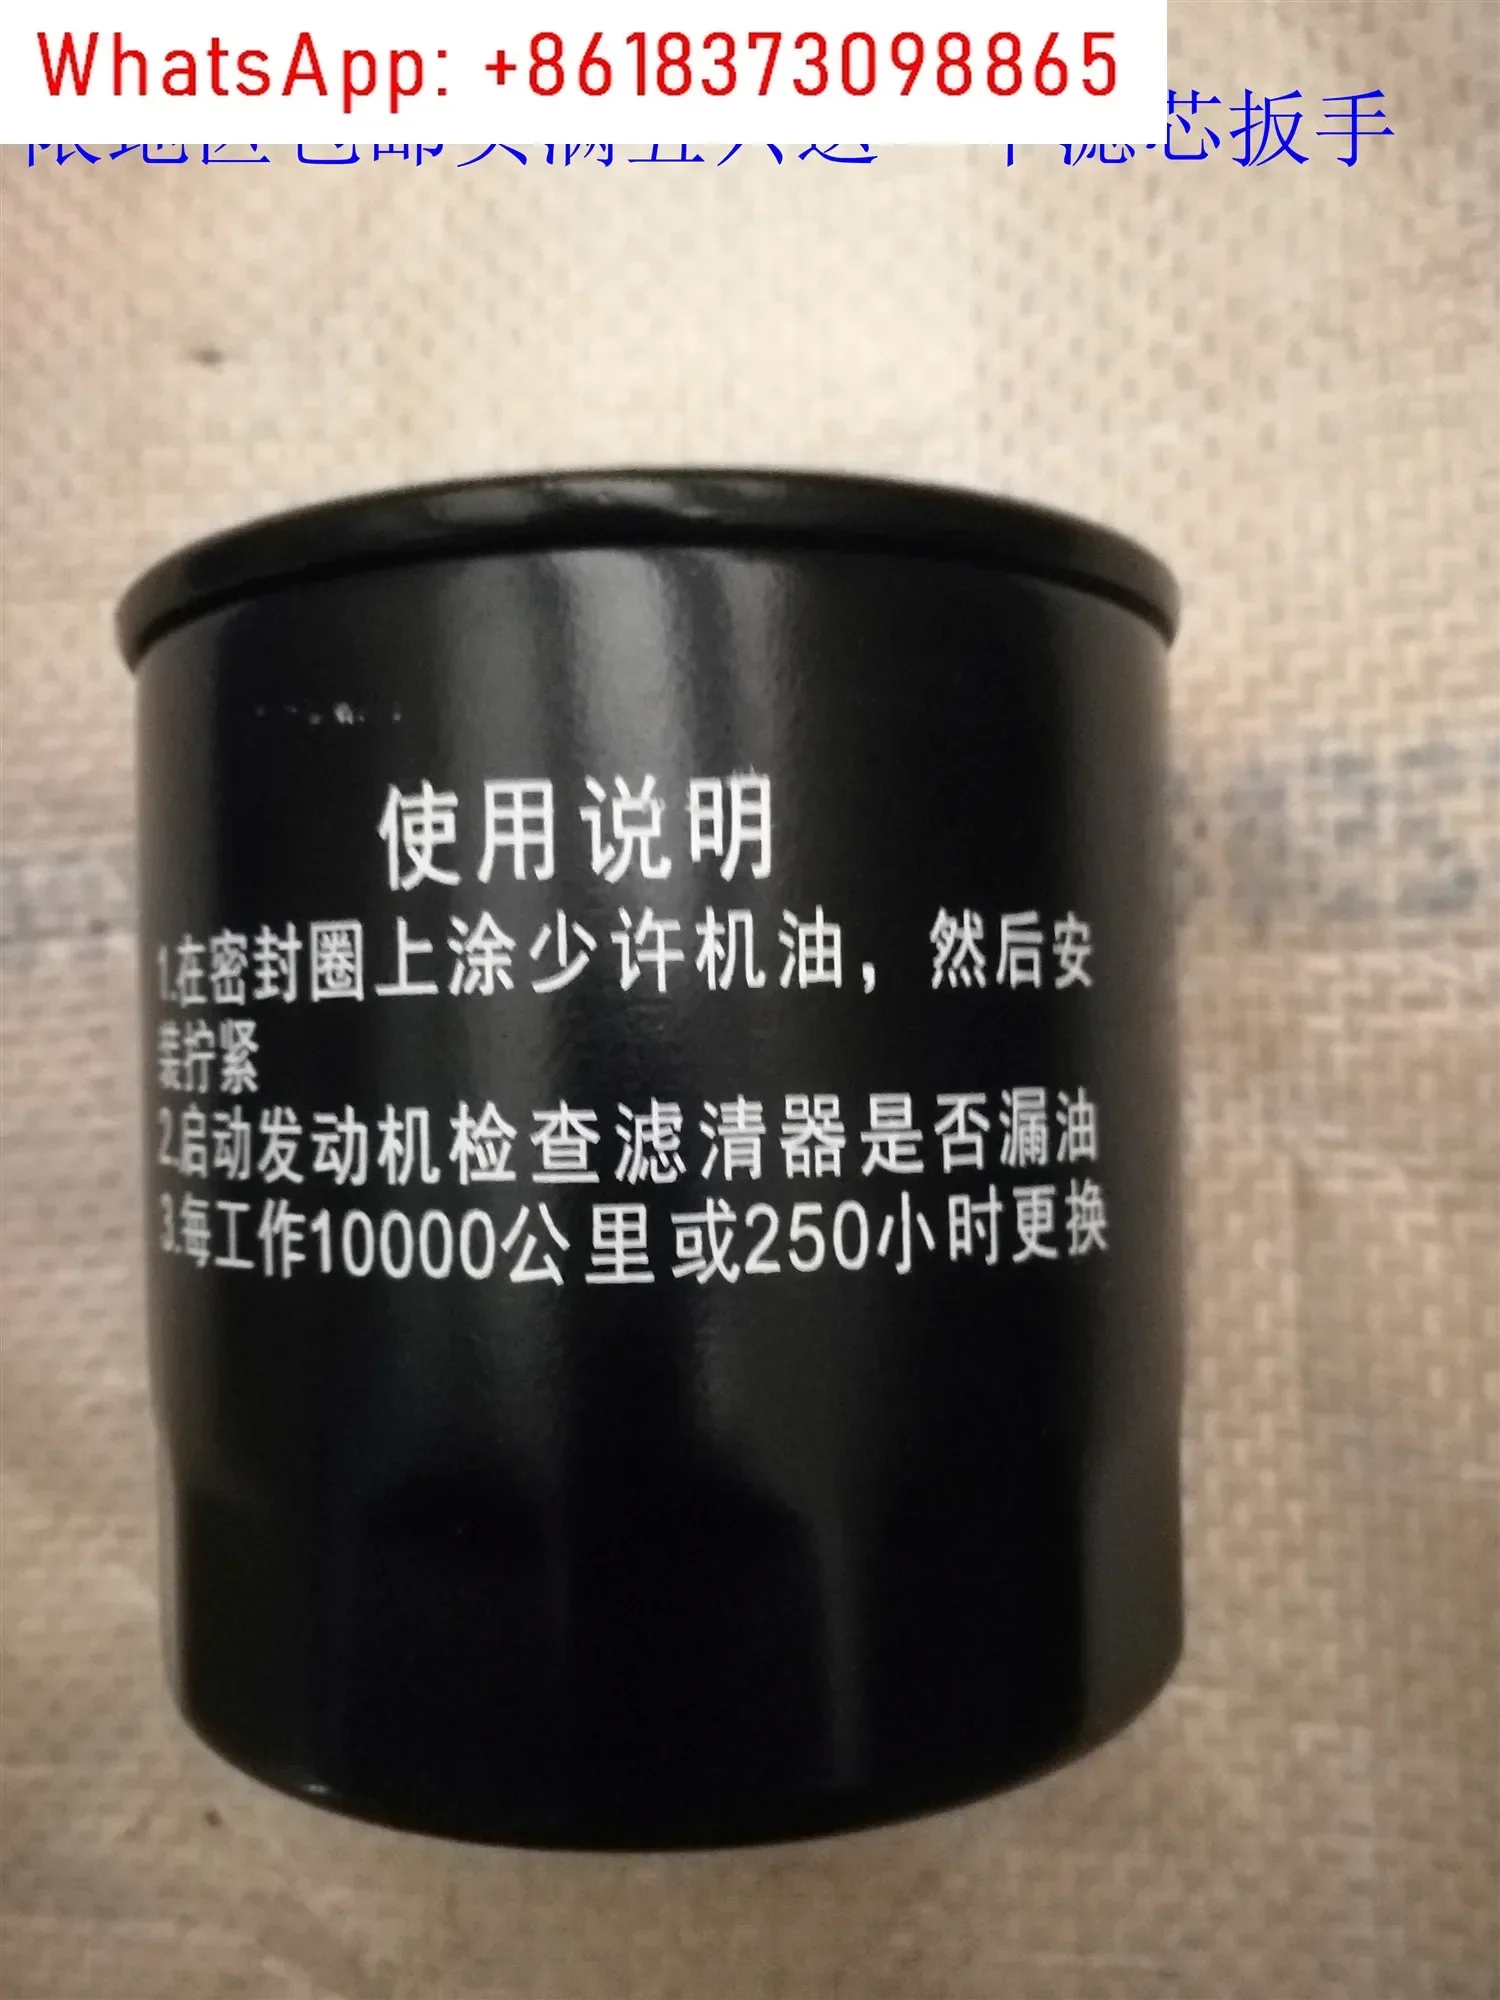 WhatsApp: +8618373098865
滤芯扳手
使用说明
1.在密封圈上涂少许机油，然后安
装拧紧
2.启动发动机检查滤清器是否漏油
3.每工作10000公里或250小时更换